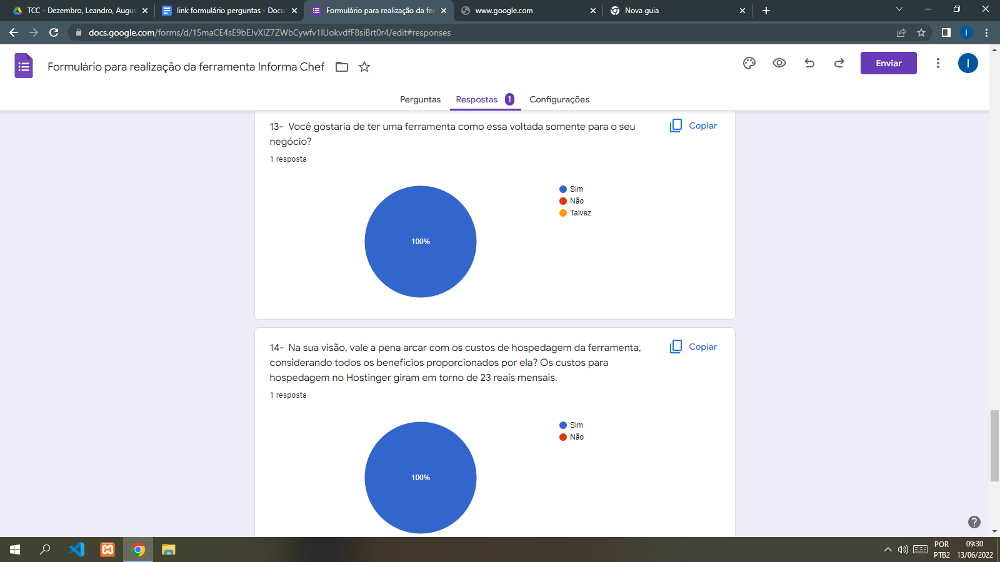 TCC - Dezembro, Leandro, Augus
link formulário perguntas - Docu
Formulário para realização da fer
www.google.com
Nova guia
docs.google.com/forms/d/15maCE4sE9bEJvXlZ7ZWbCywfv1IUokvdfF8siBrt0r4/edit#responses
I
Formulário para realização da ferramenta Informa Chef
Enviar
I
Perguntas
Respostas 1
Configurações
13- Você gostaria de ter uma ferramenta como essa voltada somente para o seu
negócio?
Copiar
1 resposta
Sim
Não
Talvez
100%
14- Na sua visão, vale a pena arcar com os custos de hospedagem da ferramenta,
considerando todos os benefícios proporcionados por ela? Os custos para
hospedagem no Hostinger giram em torno de 23 reais mensais.
Copiar
1 resposta
Sim
Não
100%
POR
PTB2
09:30
13/06/2022